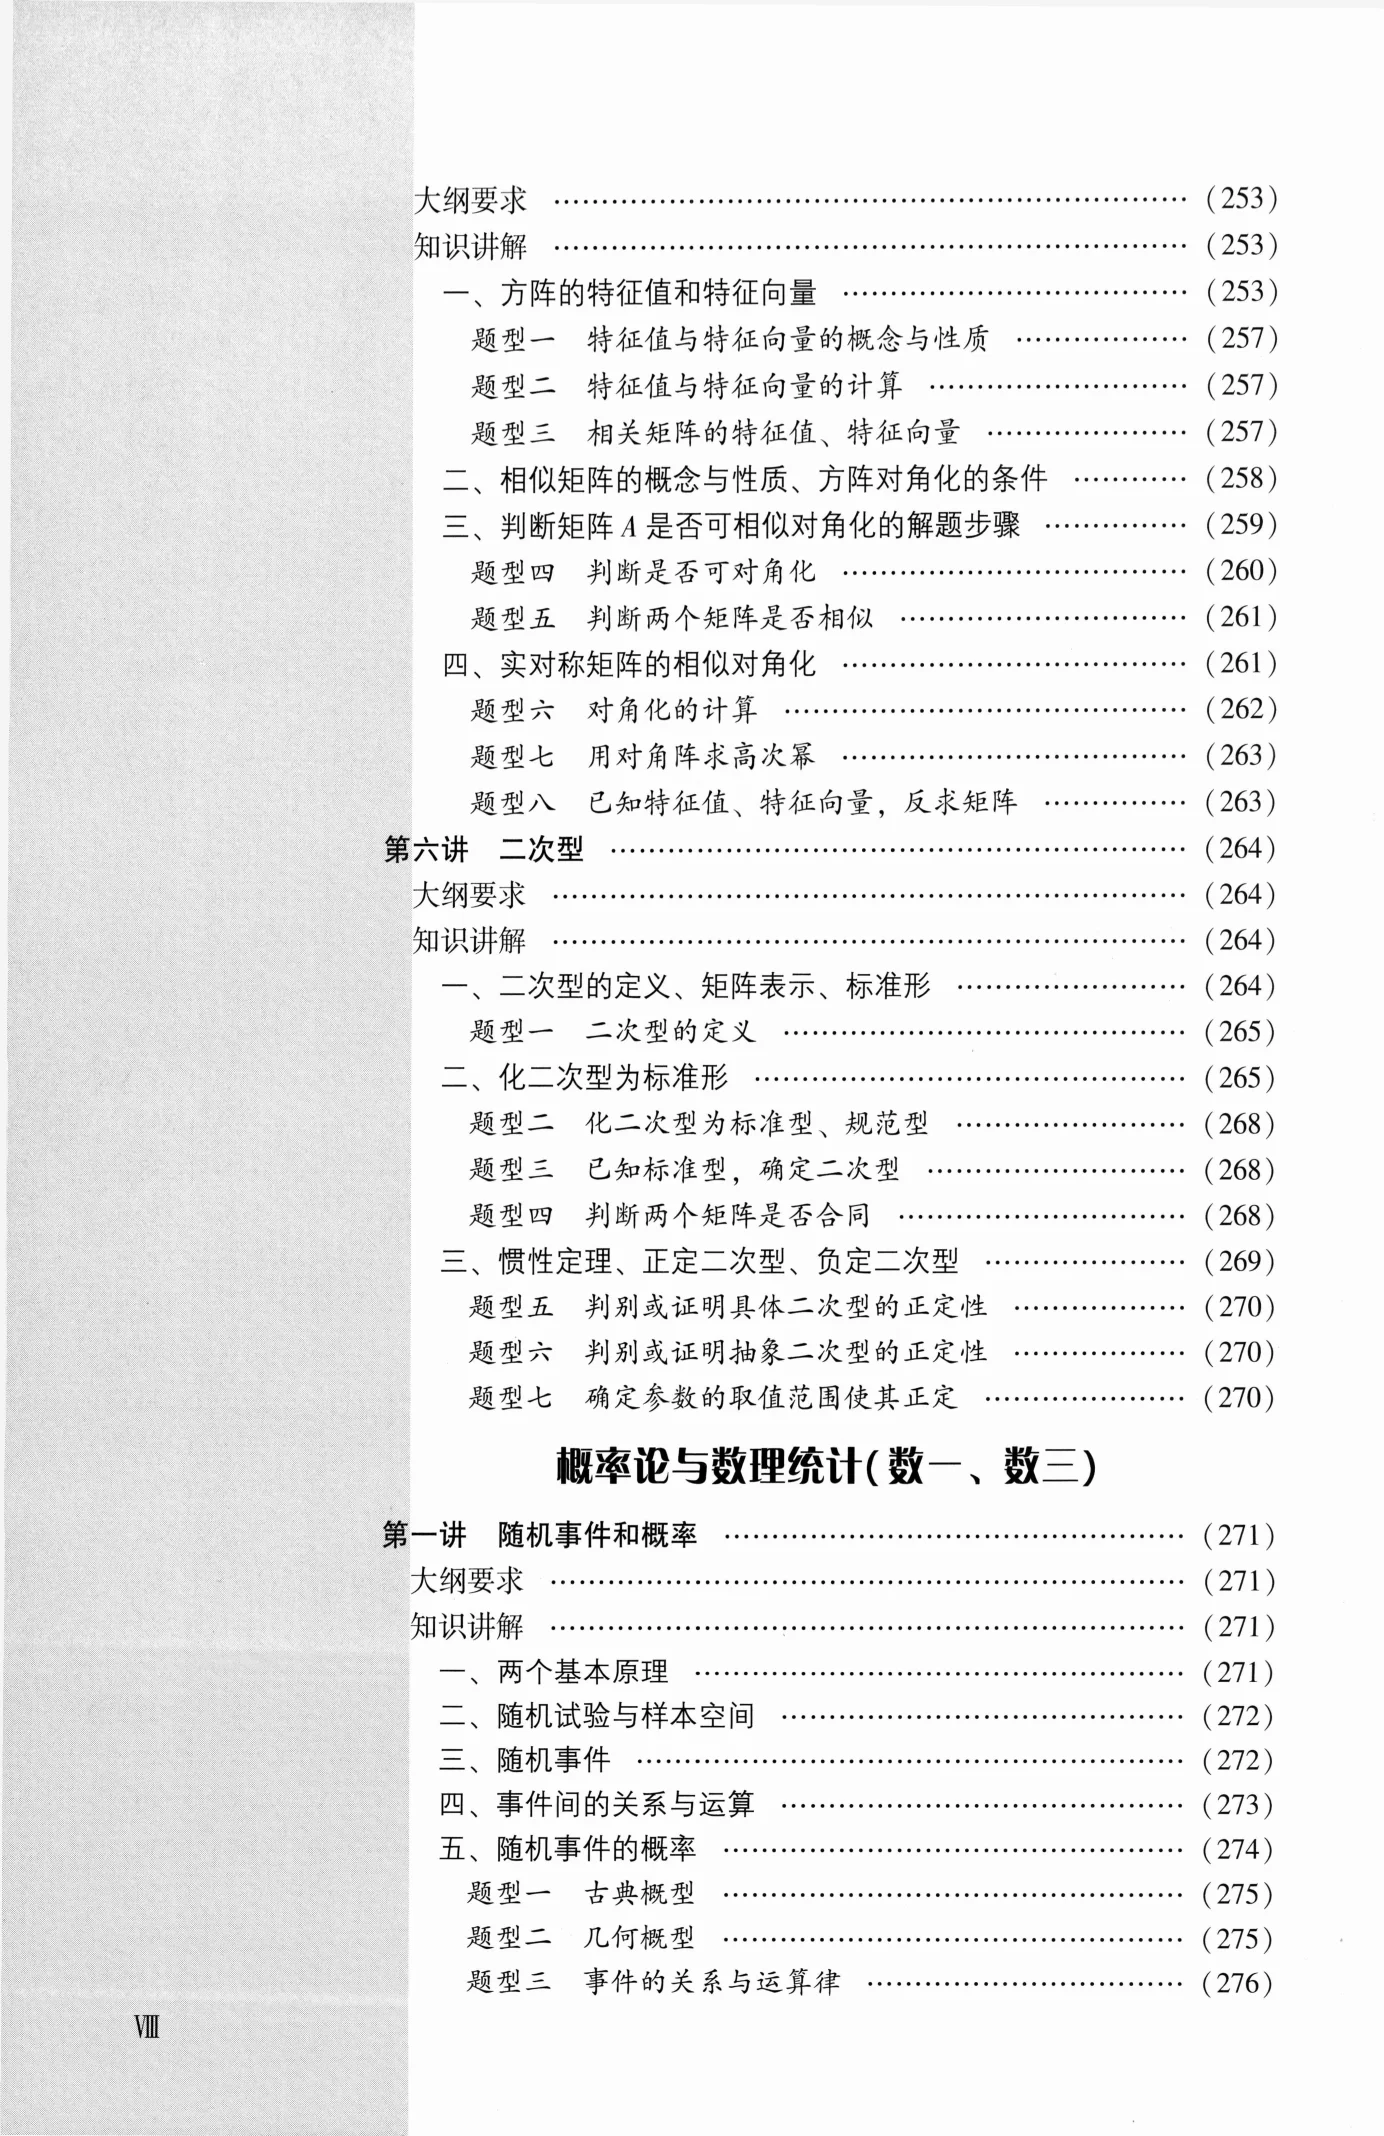 大纲要求 ……………………………………………………… (253)
知识讲解 ……………………………………………………… (253)
一、方阵的特征值和特征向量 ……………………………… (253)
题型一 特征值与特征向量的概念与性质 ……………… (257)
题型二 特征值与特征向量的计算 ……………………… (257)
题型三 相关矩阵的特征值、特征向量 ………………… (257)
二、相似矩阵的概念与性质、方阵对角化的条件 ………… (258)
三、判断矩阵 A 是否可相似对角化的解题步骤 …………… (259)
题型四 判断是否可对角化 ……………………………… (260)
题型五 判断两个矩阵是否相似 ………………………… (261)
四、实对称矩阵的相似对角化 ……………………………… (261)
题型六 对角化的计算 …………………………………… (262)
题型七 用对角阵求高次幂 ……………………………… (263)
题型八 已知特征值、特征向量，反求矩阵 …………… (263)
第六讲 二次型 …………………………………………………… (264)
大纲要求 ……………………………………………………… (264)
知识讲解 ……………………………………………………… (264)
一、二次型的定义、矩阵表示、标准形 …………………… (264)
题型一 二次型的定义 …………………………………… (265)
二、化二次型为标准形 ……………………………………… (265)
题型二 化二次型为标准型、规范型 …………………… (268)
题型三 已知标准型，确定二次型 ……………………… (268)
题型四 判断两个矩阵是否合同 ………………………… (268)
三、惯性定理、正定二次型、负定二次型 ………………… (269)
题型五 判别或证明具体二次型的正定性 ……………… (270)
题型六 判别或证明抽象二次型的正定性 ……………… (270)
题型七 确定参数的取值范围使其正定 ………………… (270)
概率论与数理统计(数一、数三)
第一讲 随机事件和概率 ………………………………………… (271)
大纲要求 ……………………………………………………… (271)
知识讲解 ……………………………………………………… (271)
一、两个基本原理 …………………………………………… (271)
二、随机试验与样本空间 …………………………………… (272)
三、随机事件 ………………………………………………… (272)
四、事件间的关系与运算 …………………………………… (273)
五、随机事件的概率 ………………………………………… (274)
题型一 古典概型 ………………………………………… (275)
题型二 几何概型 ………………………………………… (275)
题型三 事件的关系与运算律 …………………………… (276)
Ⅷ